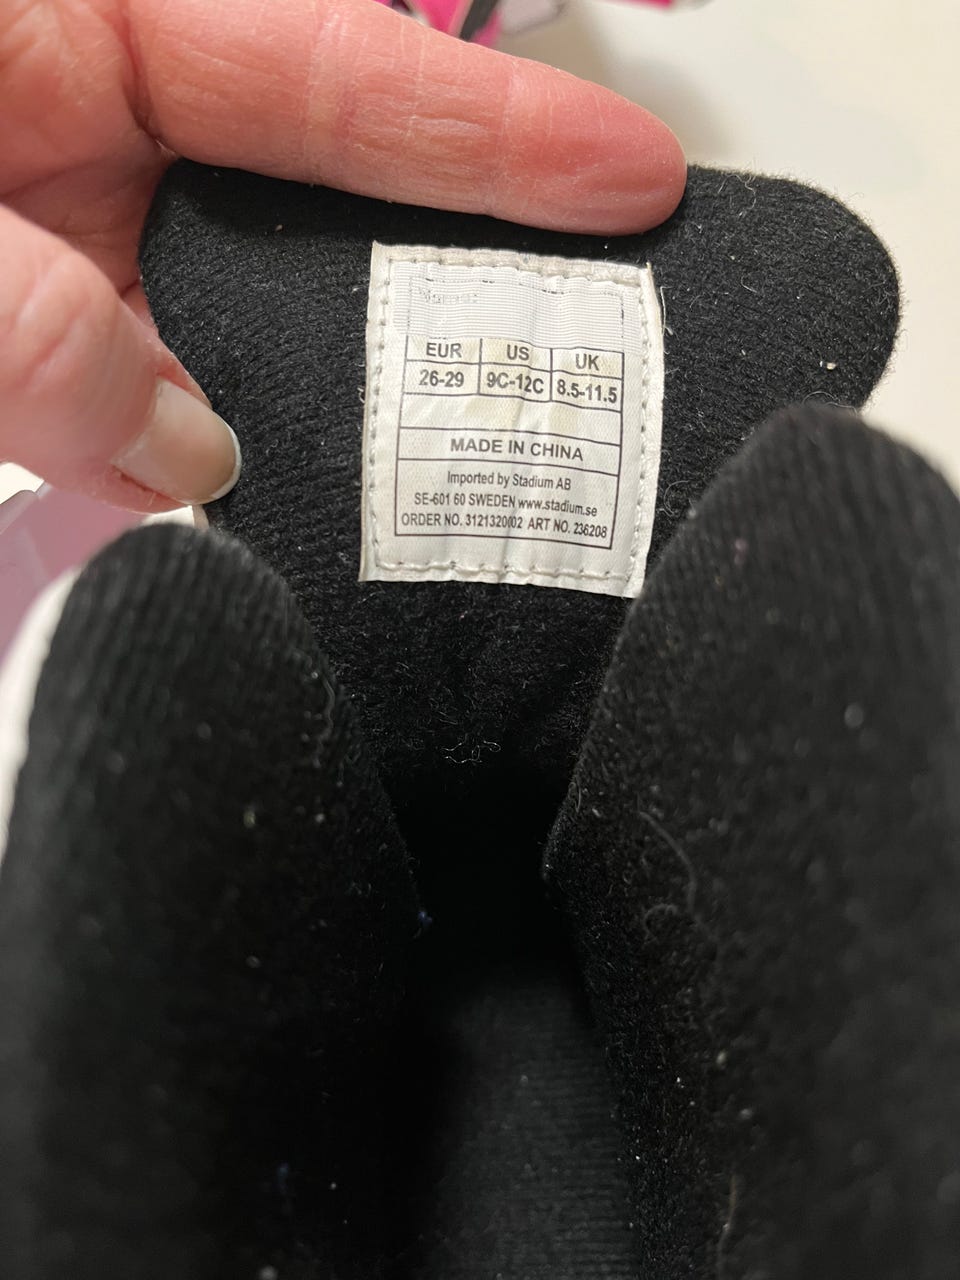 EUR US UK
26-29 9C-12C 8.5-11.5
MADE IN CHINA
Imported by Stadium AB
SE-601 60 SWEDEN www.stadium.se
ORDER NO. 3121320002 ART NO. 236208